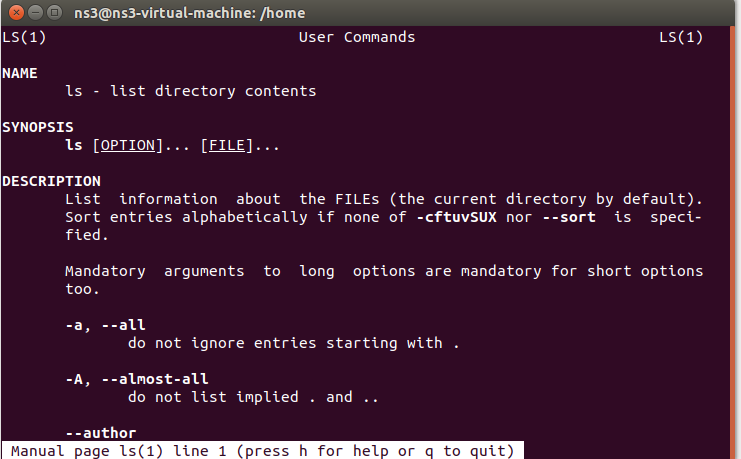 ns3@ns3-virtual-machine: /home
LS(1) User Commands LS(1)
NAME
ls - list directory contents
SYNOPSIS
ls [OPTION]... [FILE]...
DESCRIPTION
List information about the FILEs (the current directory by default).
Sort entries alphabetically if none of -cftuvSUX nor --sort is speci-
fied.
Mandatory arguments to long options are mandatory for short options
too.
-a, --all
do not ignore entries starting with .
-A, --almost-all
do not list implied . and ..
--author
Manual page ls(1) line 1 (press h for help or q to quit)